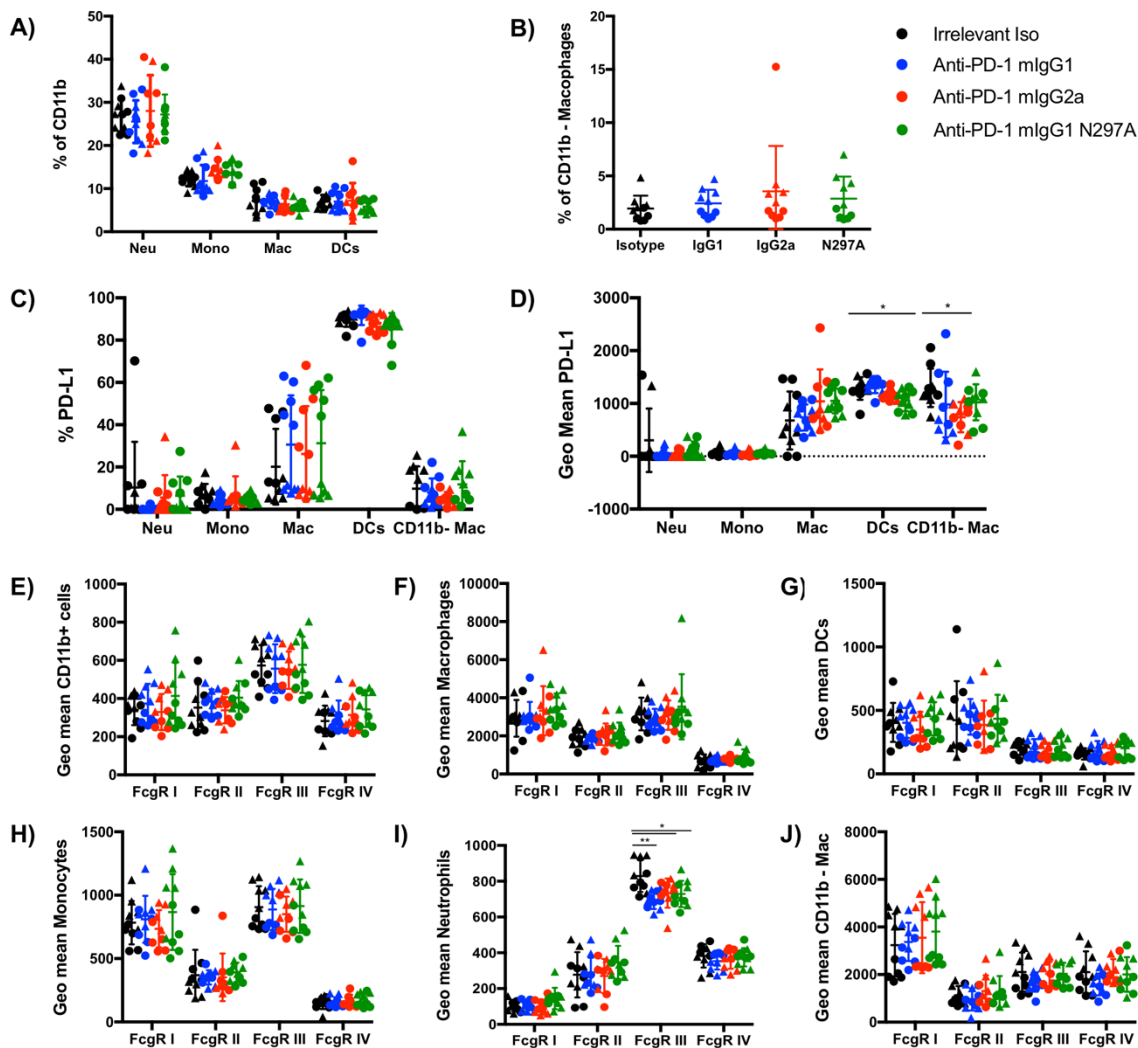 A)
% of CD11b
50
40
30
20
10
0
Neu Mono Mac DCs
B)
% of CD11b - Macophages
20
15
10
5
0
Isotype IgG1 IgG2a N297A
Irrelevant Iso
Anti-PD-1 mIgG1
Anti-PD-1 mIgG2a
Anti-PD-1 mIgG1 N297A
C)
% PD-L1
100
80
60
40
20
0
Neu Mono Mac DCs CD11b- Mac
D)
Geo Mean PD-L1
3000
2000
1000
0
-1000
* *
Neu Mono Mac DCs CD11b- Mac
E)
Geo mean CD11b+ cells
1000
800
600
400
200
0
FcgR I FcgR II FcgR III FcgR IV
F)
Geo mean Macrophages
10000
8000
6000
4000
2000
0
FcgR I FcgR II FcgR III FcgR IV
G)
Geo mean DCs
1500
1000
500
0
FcgR I FcgR II FcgR III FcgR IV
H)
Geo mean Monocytes
1500
1000
500
0
FcgR I FcgR II FcgR III FcgR IV
I)
Geo mean Neutrophils
1000
800
600
400
200
0
*
**
FcgR I FcgR II FcgR III FcgR IV
J)
Geo mean CD11b - Mac
8000
6000
4000
2000
0
FcgR I FcgR II FcgR III FcgR IV